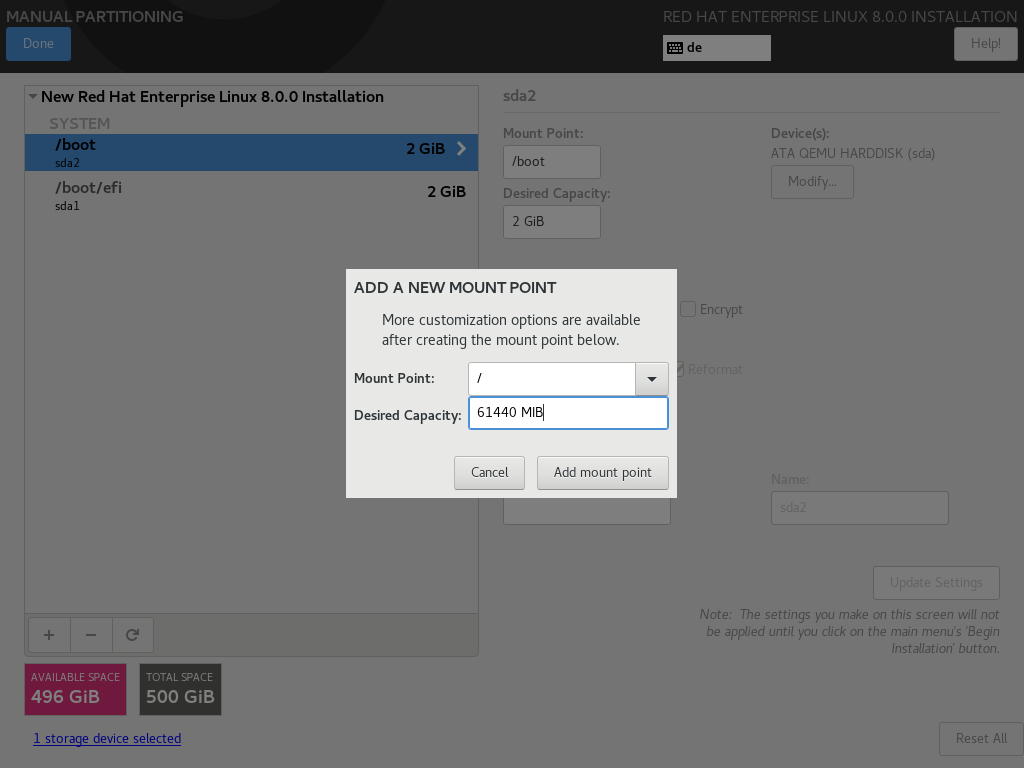 MANUAL PARTITIONING
RED HAT ENTERPRISE LINUX 8.0.0 INSTALLATION
Done
de
Help!
New Red Hat Enterprise Linux 8.0.0 Installation
SYSTEM
/boot
sda2
2 GiB
/boot/efi
sda1
2 GiB
sda2
Mount Point:
/boot
Desired Capacity:
2 GiB
Device(s):
ATA QEMU HARDDISK (sda)
Modify...
Encrypt
Reformat
ADD A NEW MOUNT POINT
More customization options are available
after creating the mount point below.
Mount Point:
/
Desired Capacity:
61440 MIB
Cancel
Add mount point
Name:
sda2
Update Settings
Note: The settings you make on this screen will not
be applied until you click on the main menu's 'Begin
Installation' button.
AVAILABLE SPACE
496 GiB
TOTAL SPACE
500 GiB
1 storage device selected
Reset All